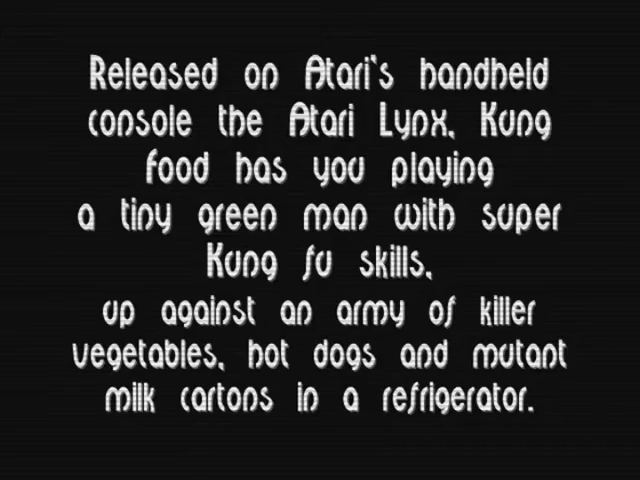 Released on Atari's handheld
console the Atari Lynx, Kung
food has you playing
a tiny green man with super
Kung fu skills,
up against an army of killer
vegetables, hot dogs and mutant
milk cartons in a refrigerator.